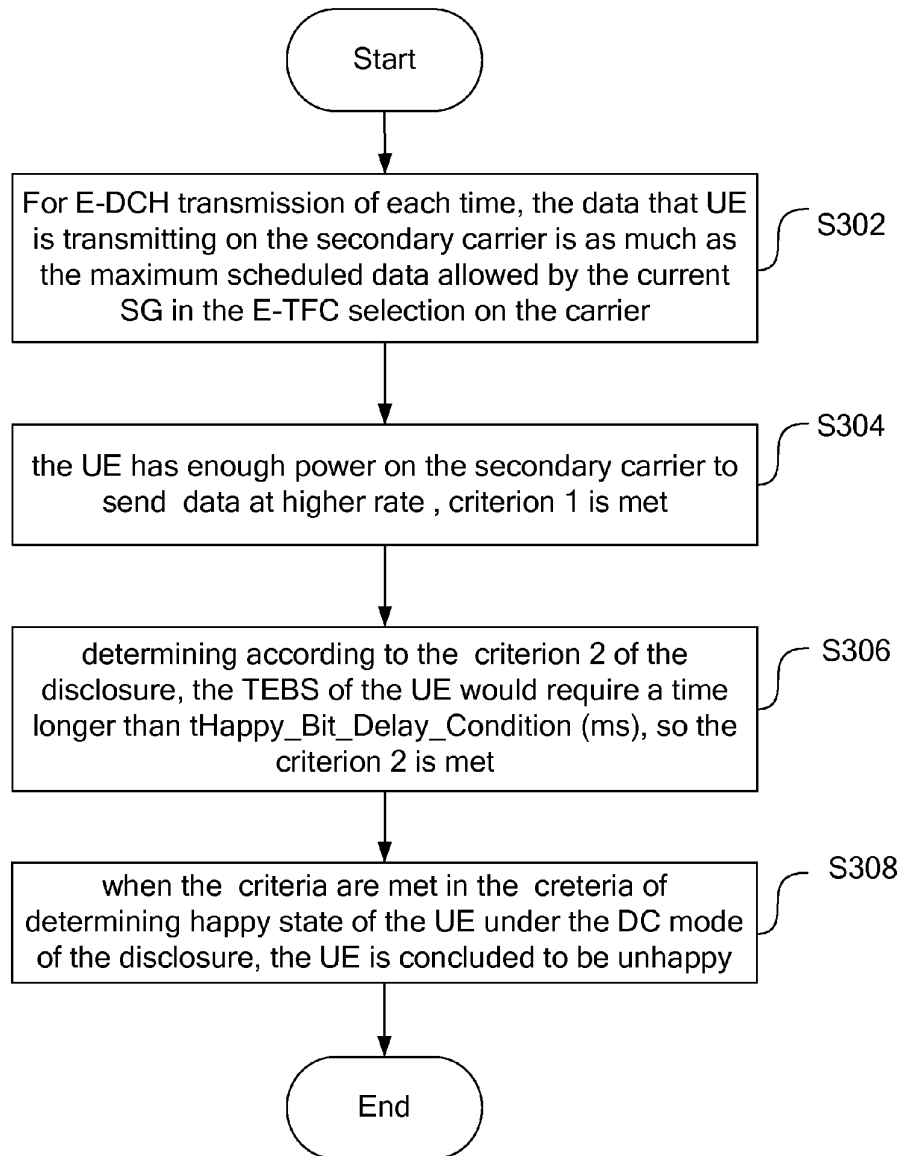 Start
For E-DCH transmission of each time, the data that UE
is transmitting on the secondary carrier is as much as
the maximum scheduled data allowed by the current
SG in the E-TFC selection on the carrier
S302
the UE has enough power on the secondary carrier to
send data at higher rate , criterion 1 is met
S304
determining according to the criterion 2 of the
disclosure, the TEBS of the UE would require a time
longer than tHappy_Bit_Delay_Condition (ms), so the
criterion 2 is met
S306
when the criteria are met in the creteria of
determining happy state of the UE under the DC mode
of the disclosure, the UE is concluded to be unhappy
S308
End